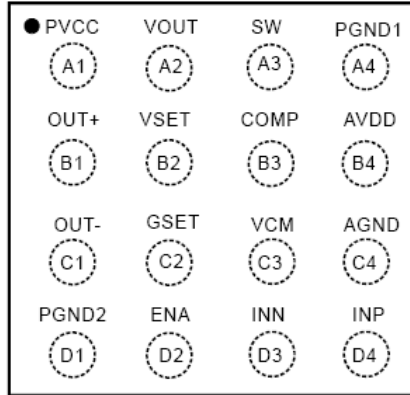 PVCC VOUT SW PGND1
A1 A2 A3 A4
OUT+ VSET COMP AVDD
B1 B2 B3 B4
OUT- GSET VCM AGND
C1 C2 C3 C4
PGND2 ENA INN INP
D1 D2 D3 D4